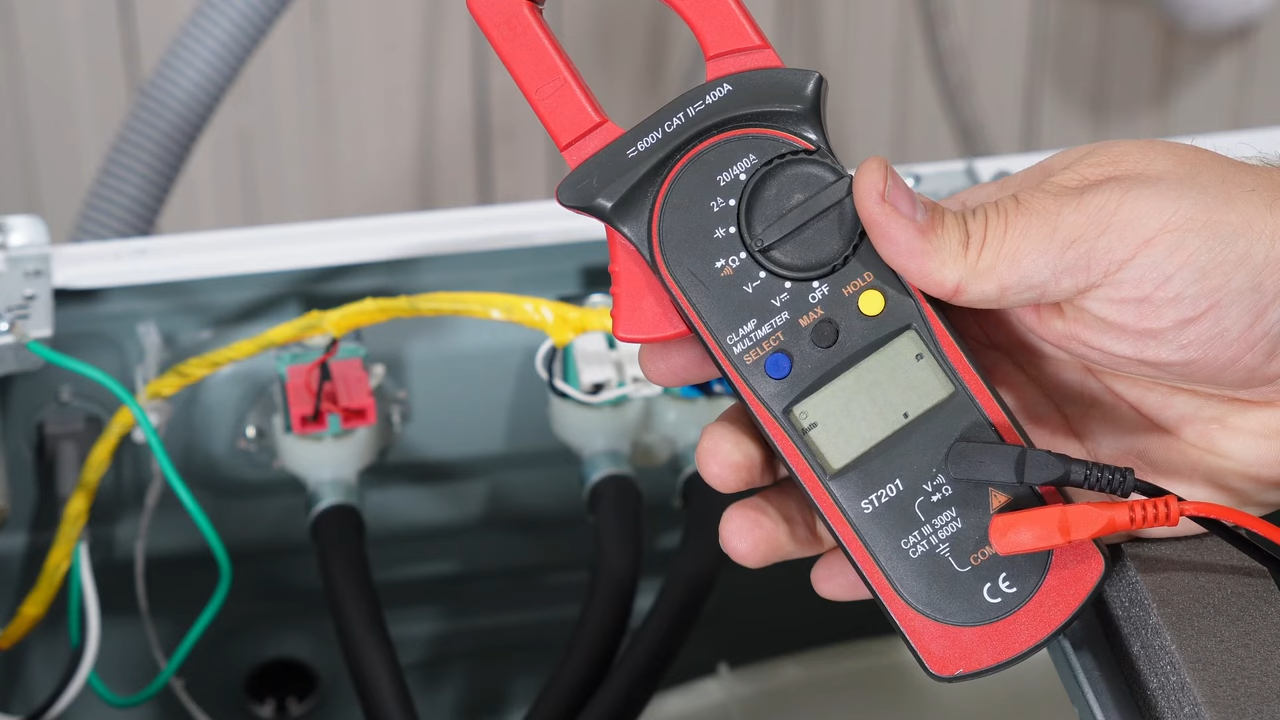 ≂600V CAT II≂400A
20/400A
2A
Ω
V~
V⎓
OFF
HOLD
MAX
CLAMP
MULTIMETER
SELECT
Auto
ST201
V
Ω
CAT III 300V
CAT II 600V
COM
CE